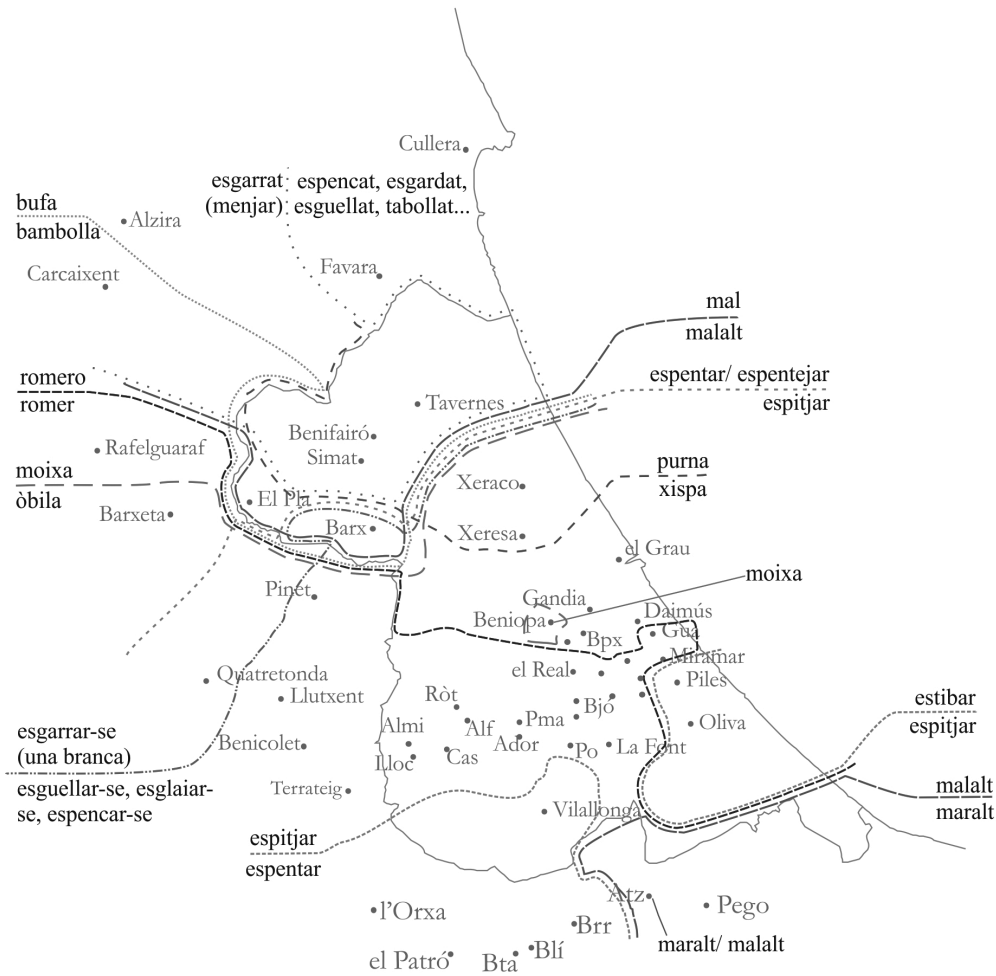 Cullera
esgarrat espencat, esgardat,
(menjar) esguellat, tabollat...
bufa
bambolla
Alzira
Carcaixent
Favara
mal
malalt
romero
romer
espentar/ espentejar
espitjar
Tavernes
Benifairó
Simat
Rafelguaraf
moixa
òbila
purna
xispa
Xeraco
El Pla
Barxeta
Barx
Xeresa
el Grau
moixa
Pinet
Gandia
Beniopa
Daimús
Bpx
Gua
Miramar
Quatretonda
el Real
Piles
Llutxent
Ròt
Bjó
estibar
espitjar
Almi
Alf
Pma
Oliva
esgarrar-se
(una branca)
Benicolet
Ador
Lloc
Cas
Po
La Font
esguellar-se, esglaiar-
se, espencar-se
Terrateig
malalt
maralt
Vilallonga
espitjar
espentar
Atz
l'Orxa
Pego
Brr
maralt/ malalt
el Patró
Bta
Blí